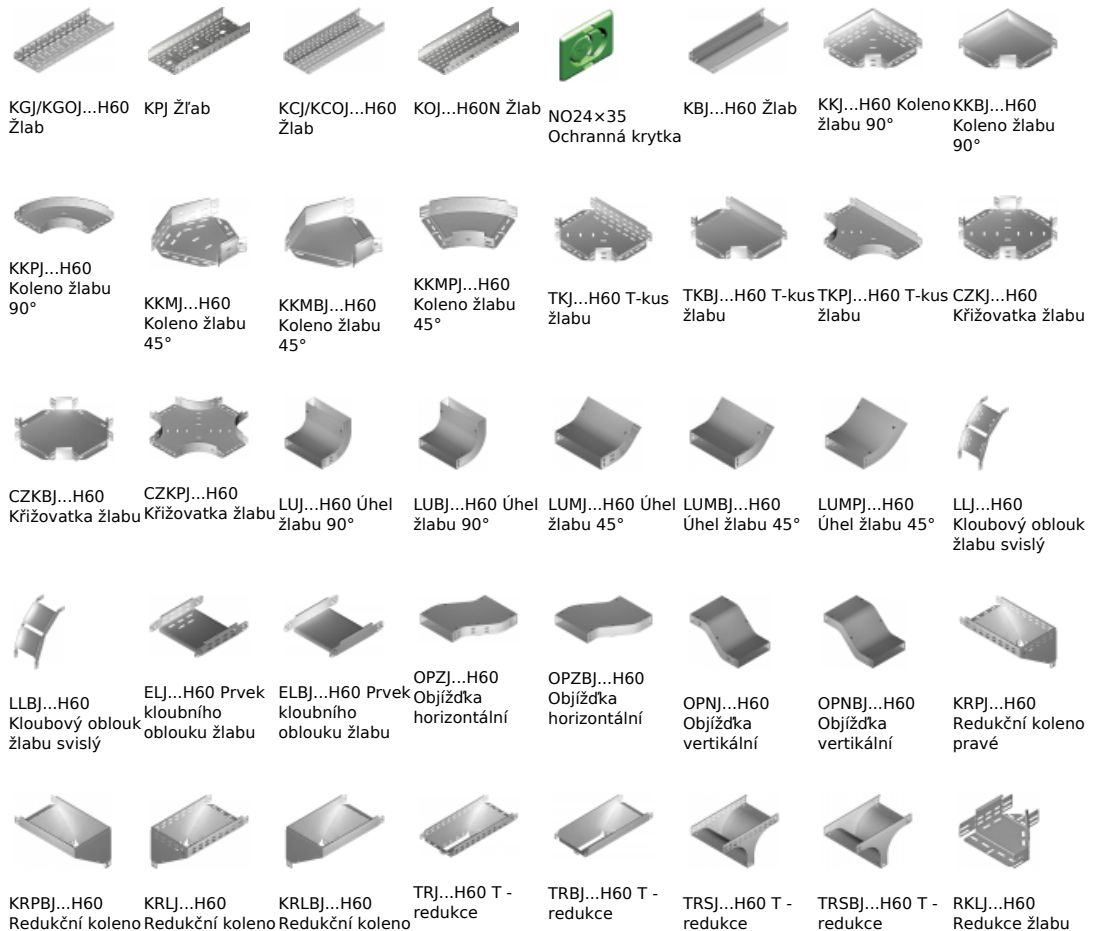 KGJ/KGOJ...H60
Žlab
KPJ Žľab
KCJ/KCOJ...H60
Žlab
KOJ...H60N Žlab
NO24×35
Ochranná krytka
KBJ...H60 Žlab
KKJ...H60 Koleno
žlabu 90°
KKBJ...H60
Koleno žlabu
90°
KKPJ...H60
Koleno žlabu
90°
KKMJ...H60
Koleno žlabu
45°
KKMBJ...H60
Koleno žlabu
45°
KKMPJ...H60
Koleno žlabu
45°
TKJ...H60 T-kus
žlabu
TKBJ...H60 T-kus
žlabu
TKPJ...H60 T-kus
žlabu
CZKJ...H60
Křižovatka žlabu
CZKBJ...H60
Křižovatka žlabu
CZKPJ...H60
Křižovatka žlabu
LUJ...H60 Úhel
žlabu 90°
LUBJ...H60 Úhel
žlabu 90°
LUMJ...H60 Úhel
žlabu 45°
LUMBJ...H60
Úhel žlabu 45°
LUMPJ...H60
Úhel žlabu 45°
LLJ...H60
Kloubový oblouk
žlabu svislý
LLBJ...H60
Kloubový oblouk
žlabu svislý
ELJ...H60 Prvek
kloubního
oblouku žlabu
ELBJ...H60 Prvek
kloubního
oblouku žlabu
OPZJ...H60
Objížďka
horizontální
OPZBJ...H60
Objížďka
horizontální
OPNJ...H60
Objížďka
vertikální
OPNBJ...H60
Objížďka
vertikální
KRPJ...H60
Redukční koleno
pravé
KRPBJ...H60
Redukční koleno
KRLJ...H60
Redukční koleno
KRLBJ...H60
Redukční koleno
TRJ...H60 T -
redukce
TRBJ...H60 T -
redukce
TRSJ...H60 T -
redukce
TRSBJ...H60 T -
redukce
RKLJ...H60
Redukce žlabu